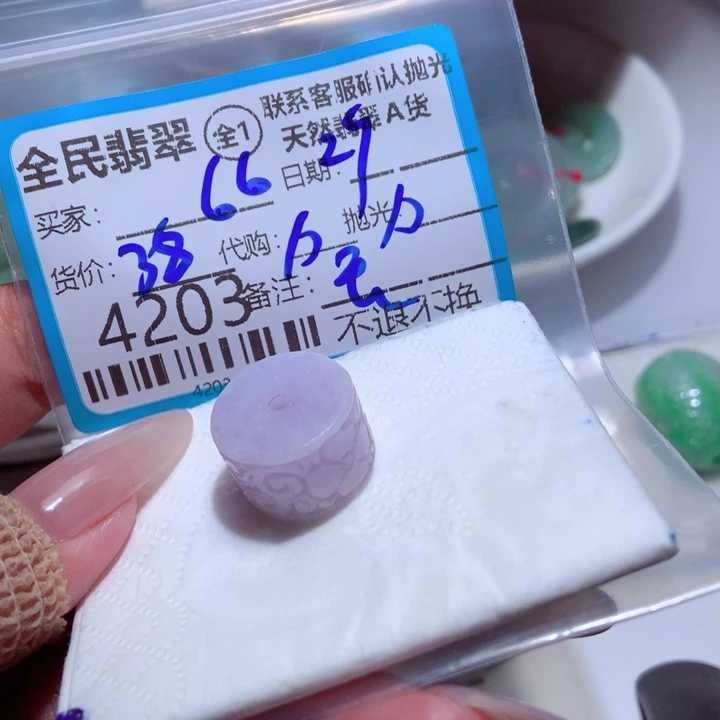 全民翡翠 全1 联系客服确认抛光
天然翡翠A货
买家: 66 日期: 29
货价: 38 代购: 抛光:
4203 备注: 无
不退不换